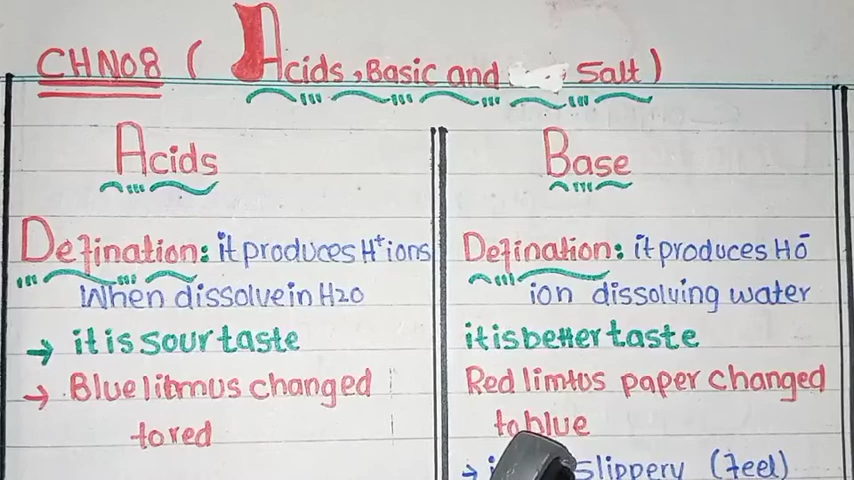 CHNO8 ( Acids, Basic and Salt)
Acids
Defination: it produces H+ ions
When dissolve in H2O
→ it is sour taste
→ Blue litmus changed
to red
Base
Defination: it produces HO-
ion dissolving water
it is better taste
Red limtus paper changed
to blue
→ slippery (Feel)